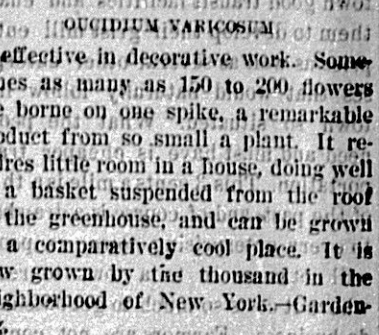 OUCIDIUM VARICOSUM
effective in decorative work. Some-
es as many as 150 to 200 flowers
borne on one spike, a remarkable
oduct from so small a plant. It re-
ires little room in a house, doing well
a basket suspended from the roof
the greenhouse, and can be grown
a comparatively cool place. It is
w grown by the thousand in the
ighborhood of New York.—Garden-